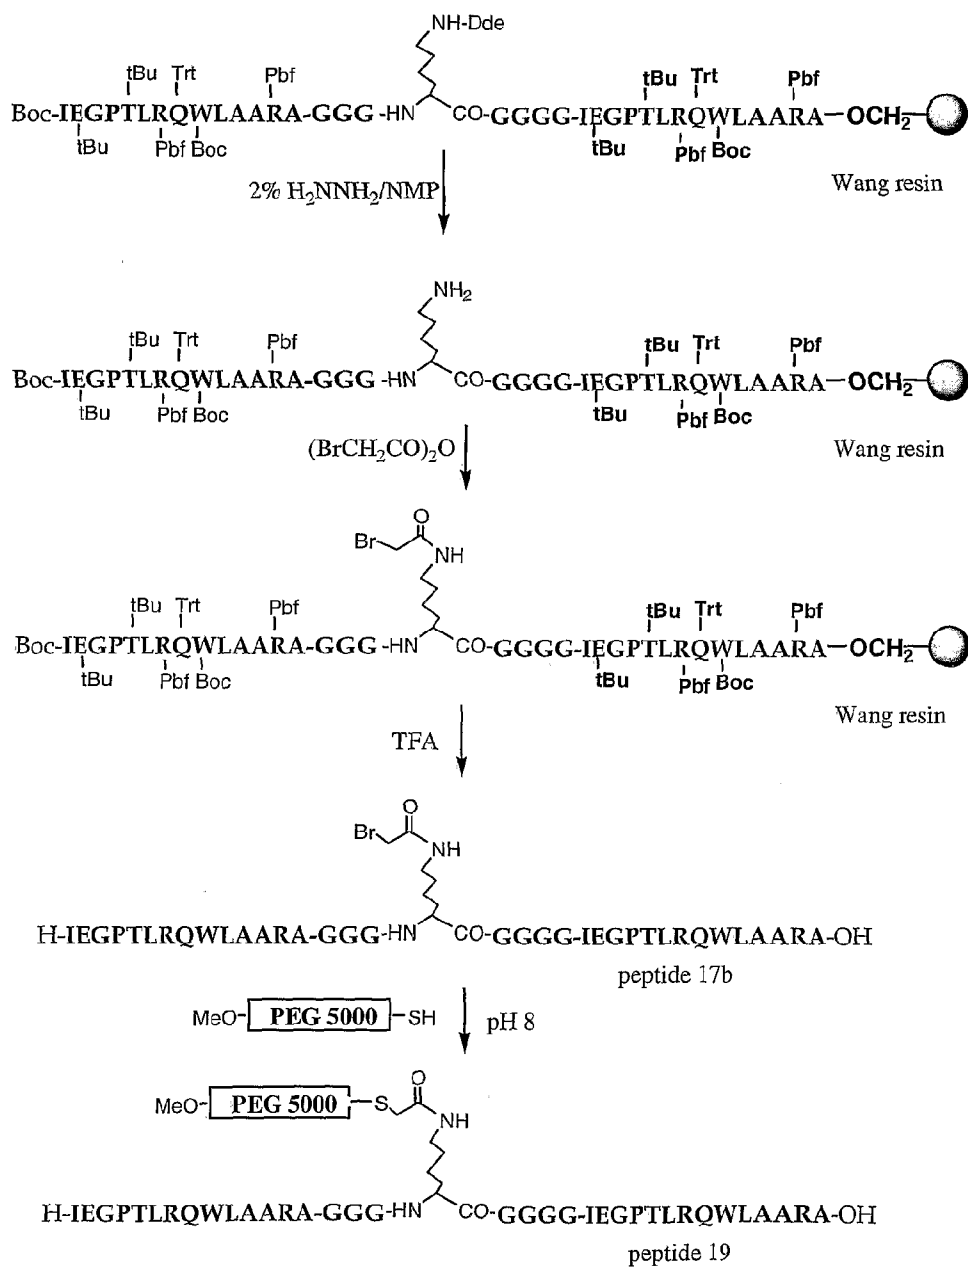 NH-Dde
tBu Trt Pbf tBu Trt Pbf
Boc-IEGPTLRQWLAARA-GGG-HN CO-GGGG-IEGPTLRQWLAARA-OCH2
tBu Pbf Boc tBu Pbf Boc
2% H2NNH2/NMP
Wang resin
NH2
tBu Trt Pbf tBu Trt Pbf
Boc-IEGPTLRQWLAARA-GGG-HN CO-GGGG-IEGPTLRQWLAARA-OCH2
tBu Pbf Boc tBu Pbf Boc
(BrCH2CO)2O
Wang resin
O
Br NH
tBu Trt Pbf tBu Trt Pbf
Boc-IEGPTLRQWLAARA-GGG-HN CO-GGGG-IEGPTLRQWLAARA-OCH2
tBu Pbf Boc tBu Pbf Boc
Wang resin
TFA
O
Br NH
H-IEGPTLRQWLAARA-GGG-HN CO-GGGG-IEGPTLRQWLAARA-OH
peptide 17b
MeO- PEG 5000 -SH pH 8
O
MeO- PEG 5000 -S NH
H-IEGPTLRQWLAARA-GGG-HN CO-GGGG-IEGPTLRQWLAARA-OH
peptide 19